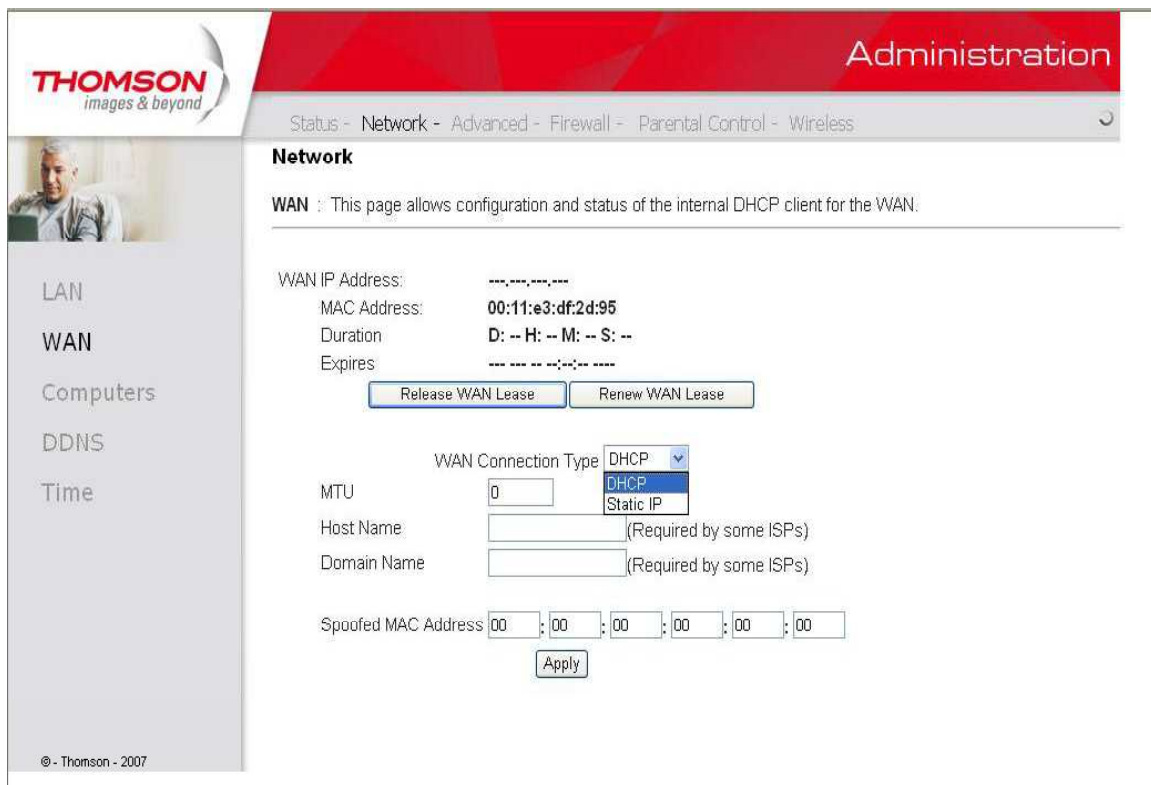 THOMSON
images & beyond
Administration
Status - Network - Advanced - Firewall - Parental Control - Wireless
Network
WAN : This page allows configuration and status of the internal DHCP client for the WAN.
LAN
WAN
Computers
DDNS
Time
WAN IP Address: ---.---.---.---
MAC Address: 00:11:e3:df:2d:95
Duration D: -- H: -- M: -- S: --
Expires --- --- -- --:--:-- ----
Release WAN Lease Renew WAN Lease
WAN Connection Type DHCP
DHCP
Static IP
MTU 0
Host Name (Required by some ISPs)
Domain Name (Required by some ISPs)
Spoofed MAC Address 00 : 00 : 00 : 00 : 00 : 00
Apply
© - Thomson - 2007